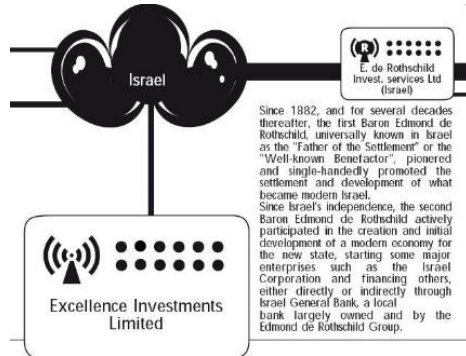 Israel
R
E. de Rothschild
Invest. services Ltd
(Israel)
Since 1882, and for several decades
thereafter, the first Baron Edmond de
Rothschild, universally known in Israel
as the "Father of the Settlement" or the
"Well-known Benefactor", pionered
and single-handedly promoted the
settlement and development of what
became modern Israel.
Since Israel's independence, the second
Baron Edmond de Rothschild actively
participated in the creation and initial
development of a modern economy for
the new state, starting some major
enterprises such as the Israel
Corporation and financing others,
either directly or indirectly through
Israel General Bank, a local
bank largely owned and by the
Edmond de Rothschild Group.
Excellence Investments
Limited